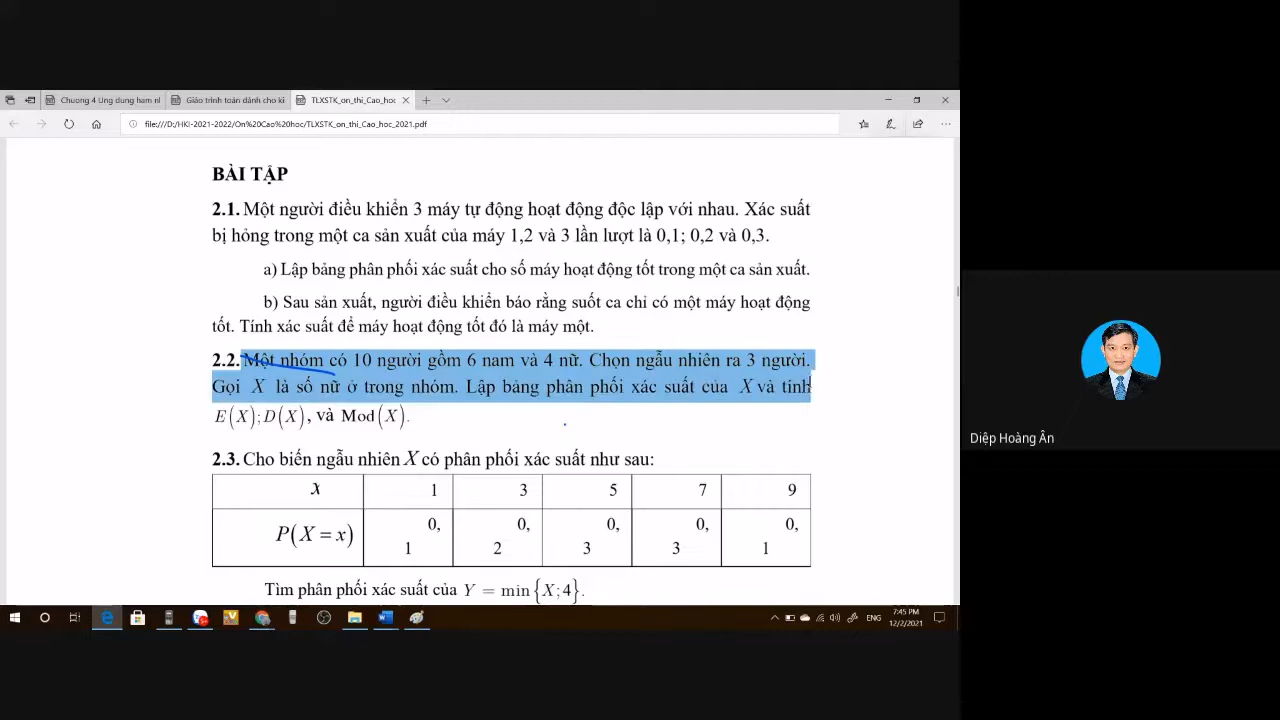 Chuong 4 Ung dung ham nl
Giáo trình toán dành cho ki
TLXSTK_on_thi_Cao_hoc
file:///D:/HKI-2021-2022/On%20Cao%20hoc/TLXSTK_on_thi_Cao_hoc_2021.pdf
BÀI TẬP
2.1. Một người điều khiển 3 máy tự động hoạt động độc lập với nhau. Xác suất
bị hỏng trong một ca sản xuất của máy 1,2 và 3 lần lượt là 0,1; 0,2 và 0,3.
a) Lập bảng phân phối xác suất cho số máy hoạt động tốt trong một ca sản xuất.
b) Sau sản xuất, người điều khiển báo rằng suốt ca chỉ có một máy hoạt động
tốt. Tính xác suất để máy hoạt động tốt đó là máy một.
2.2. Một nhóm có 10 người gồm 6 nam và 4 nữ. Chọn ngẫu nhiên ra 3 người.
Gọi X là số nữ ở trong nhóm. Lập bảng phân phối xác suất của X và tính
E(X);D(X), và Mod(X).
2.3. Cho biến ngẫu nhiên X có phân phối xác suất như sau:
x 1 3 5 7 9
P(X = x) 0,1 0,2 0,3 0,3 0,1
Tìm phân phối xác suất của Y = min{X;4}.
Diệp Hoàng Ân
ENG
7:45 PM
12/2/2021